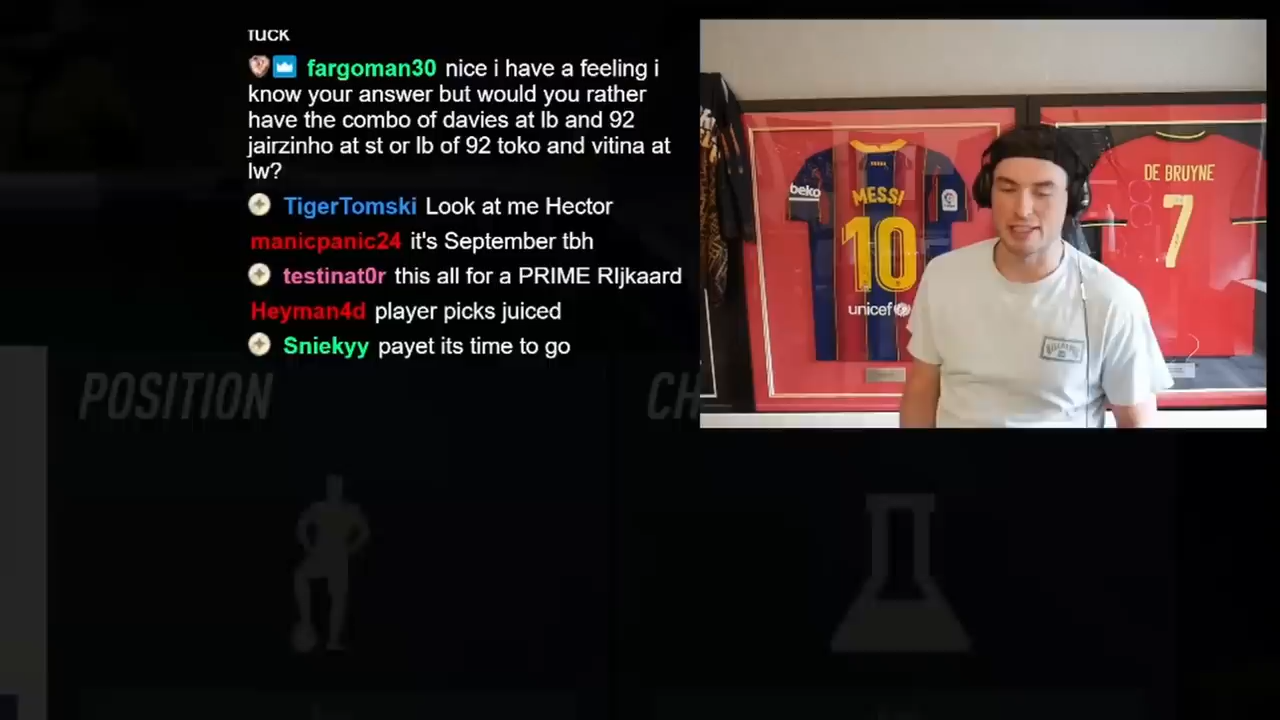 fargoman30 nice i have a feeling i
know your answer but would you rather
have the combo of davies at lb and 92
jairzinho at st or lb of 92 toko and vitina at
lw?
TigerTomski Look at me Hector
manicpanic24 it's September tbh
testinat0r this all for a PRIME RIjkaard
Heyman4d player picks juiced
Sniekyy payet its time to go
beko
MESSI
10
unicef
DE BRUYNE
7
POSITION
CH